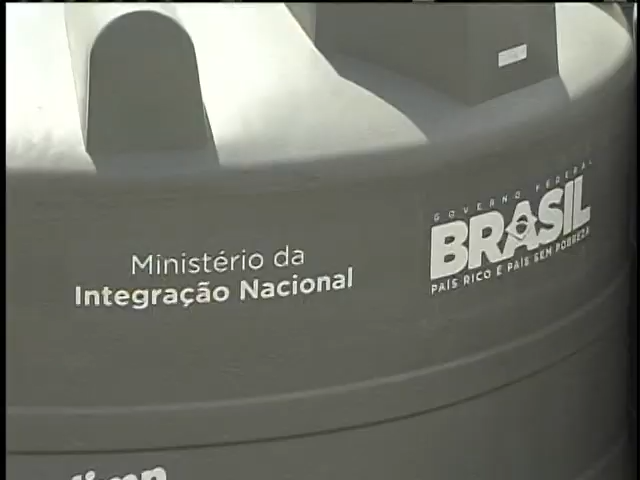 Ministério da
Integração Nacional
GOVERNO FEDERAL
BRASIL
PAÍS RICO É PAÍS SEM POBREZA